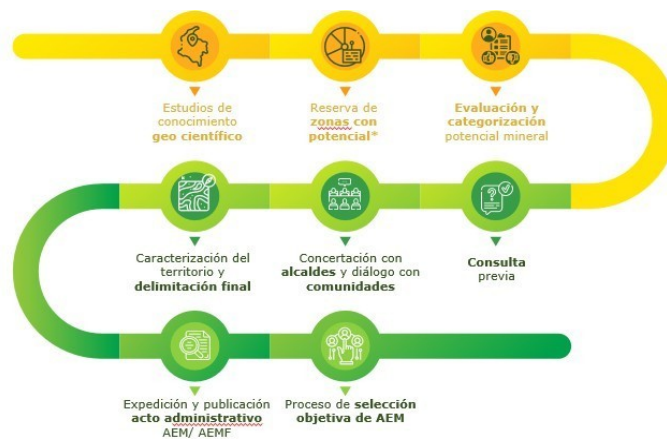 Estudios de
conocimiento
geo científico
Reserva de
zonas con
potencial*
Evaluación y
categorización
potencial mineral
Caracterización del
territorio y
delimitación final
Concertación con
alcaldes y diálogo con
comunidades
Consulta
previa
Expedición y publicación
acto administrativo
AEM/ AEMF
Proceso de selección
objetiva de AEM